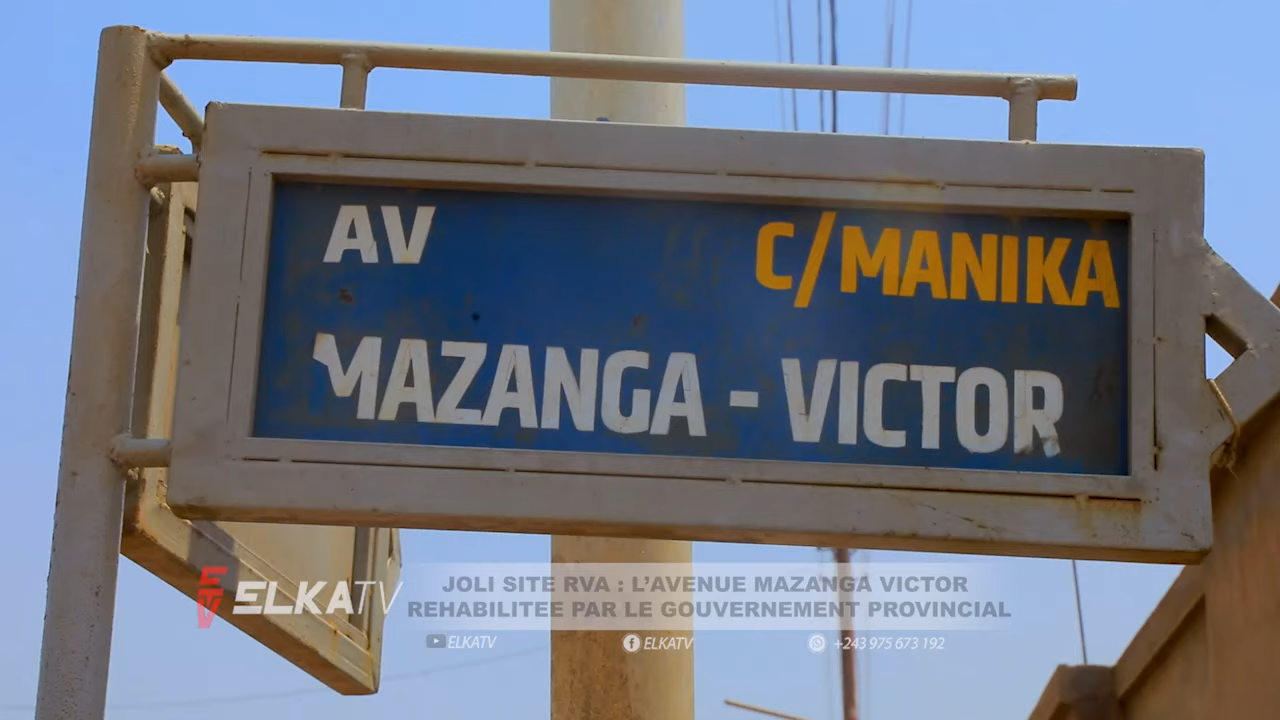 AV
C/MANIKA
MAZANGA - VICTOR
ELKATV
JOLI SITE RVA : L'AVENUE MAZANGA VICTOR
REHABILITEE PAR LE GOUVERNEMENT PROVINCIAL
ELKATV
ELKATV
+243 975 673 192